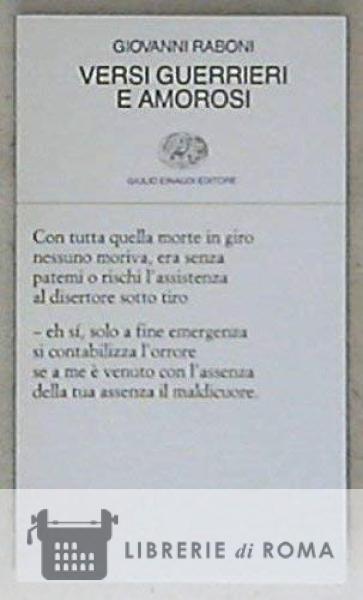 GIOVANNI RABONI
VERSI GUERRIERI
E AMOROSI
GIULIO EINAUDI EDITORE
Con tutta quella morte in giro
nessuno moriva, era senza
patemi o rischi l'assistenza
al disertore sotto tiro
– eh sí, solo a fine emergenza
si contabilizza l'orrore
se a me è venuto con l'assenza
della tua assenza il maldicuore.
LIBRERIE di ROMA